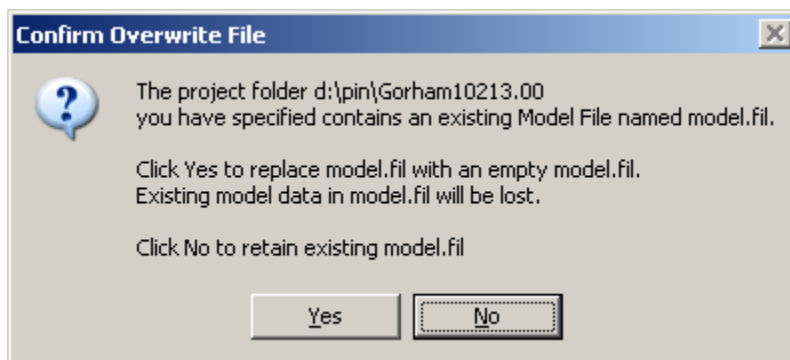 Confirm Overwrite File
The project folder d:\pin\Gorham10213.00
you have specified contains an existing Model File named model.fil.
Click Yes to replace model.fil with an empty model.fil.
Existing model data in model.fil will be lost.
Click No to retain existing model.fil
Yes
No